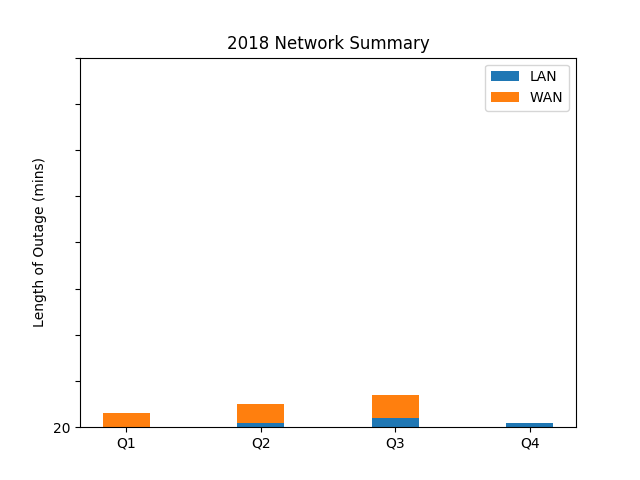 2018 Network Summary
LAN
WAN
Length of Outage (mins)
20
Q1 Q2 Q3 Q4